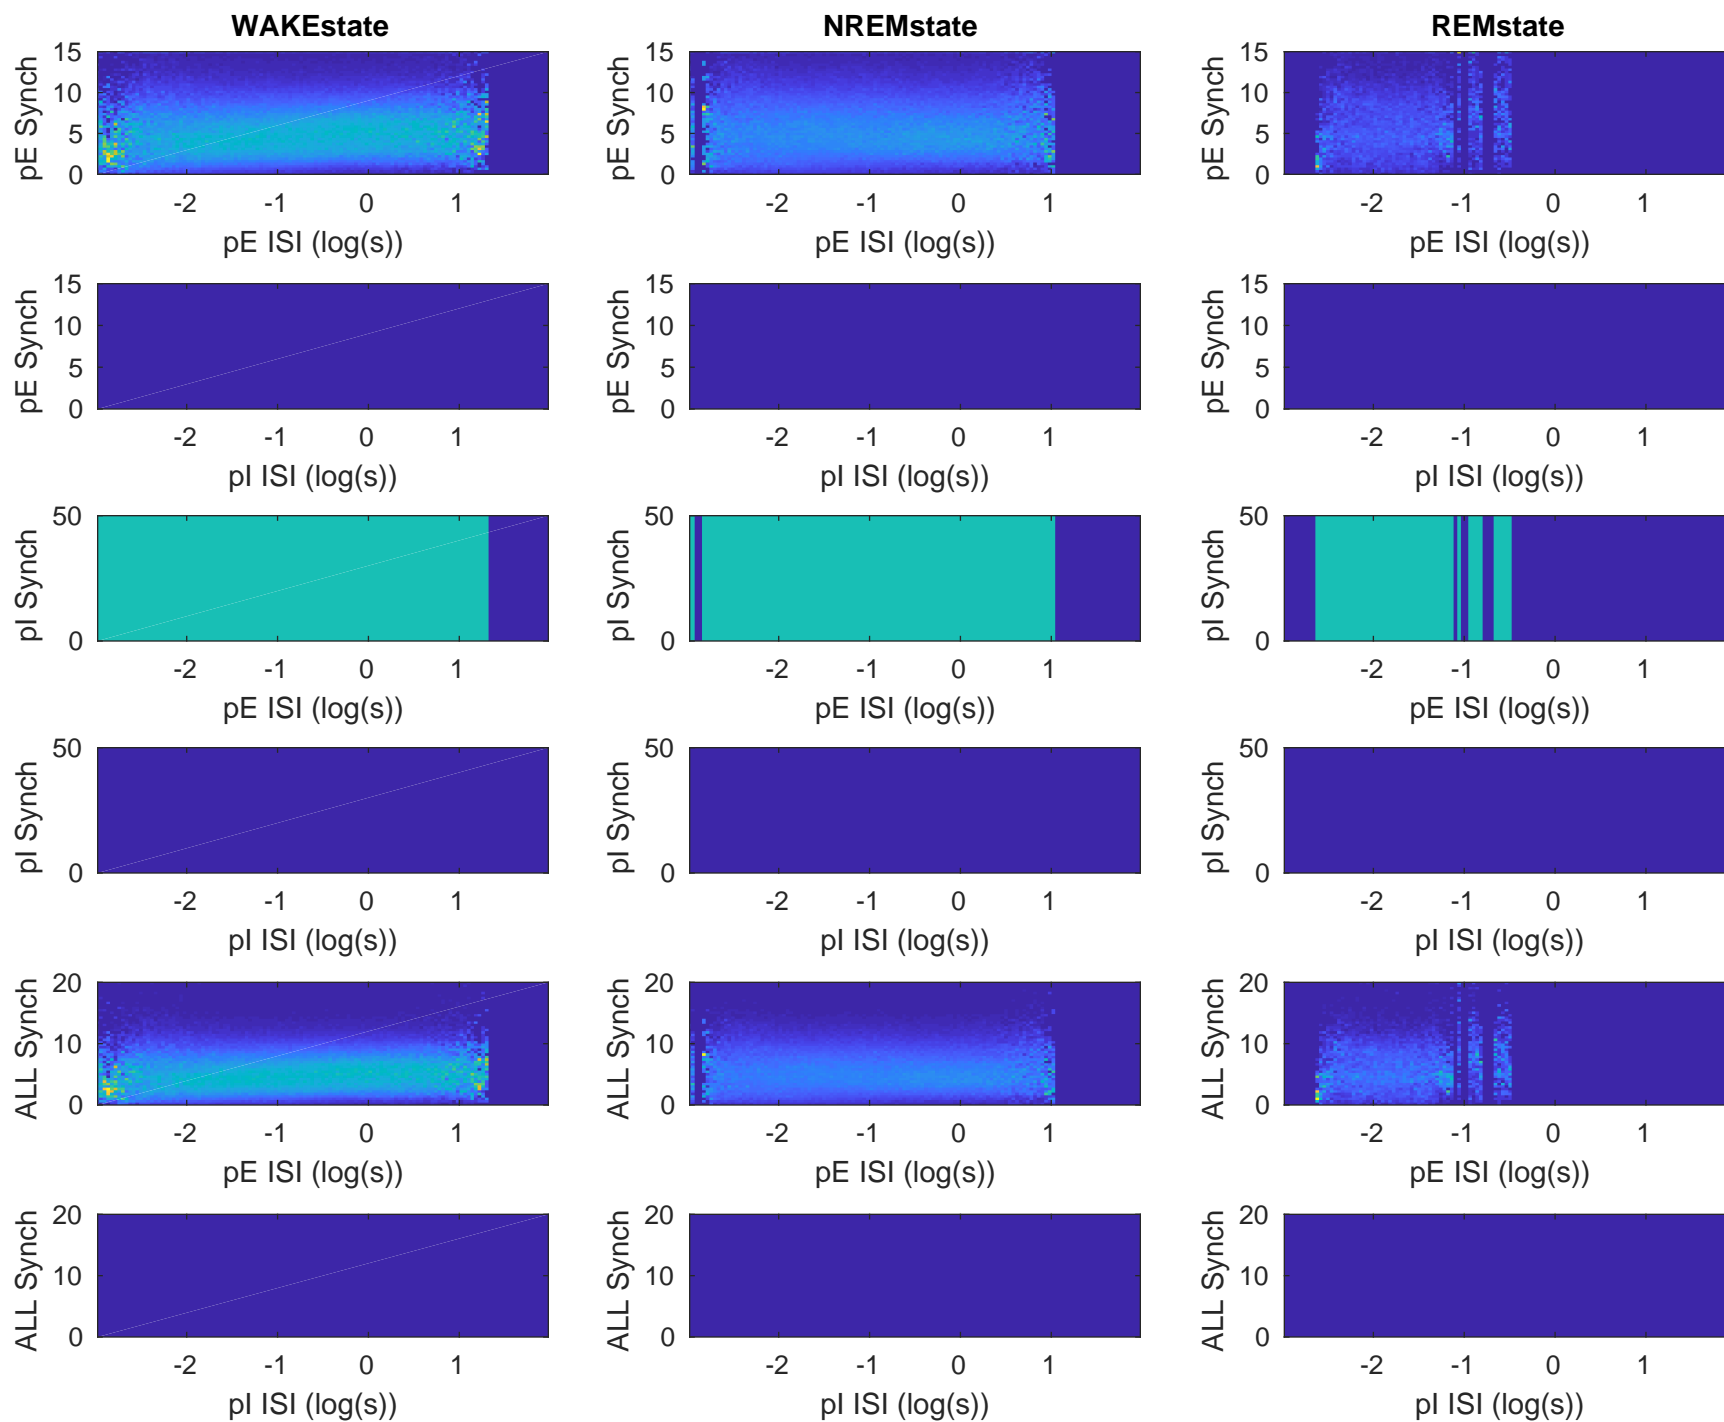 WAKEstate NREMstate REMstate
15 15 15
10 10 10
5 5 5
0 0 0
pE Synch pE Synch pE Synch
-2 -1 0 1 -2 -1 0 1 -2 -1 0 1
pE ISI (log(s)) pE ISI (log(s)) pE ISI (log(s))
15 15 15
10 10 10
5 5 5
0 0 0
pE Synch pE Synch pE Synch
-2 -1 0 1 -2 -1 0 1 -2 -1 0 1
pI ISI (log(s)) pI ISI (log(s)) pI ISI (log(s))
50 50 50
0 0 0
pI Synch pI Synch pI Synch
-2 -1 0 1 -2 -1 0 1 -2 -1 0 1
pE ISI (log(s)) pE ISI (log(s)) pE ISI (log(s))
50 50 50
0 0 0
pI Synch pI Synch pI Synch
-2 -1 0 1 -2 -1 0 1 -2 -1 0 1
pI ISI (log(s)) pI ISI (log(s)) pI ISI (log(s))
20 20 20
10 10 10
0 0 0
ALL Synch ALL Synch ALL Synch
-2 -1 0 1 -2 -1 0 1 -2 -1 0 1
pE ISI (log(s)) pE ISI (log(s)) pE ISI (log(s))
20 20 20
10 10 10
0 0 0
ALL Synch ALL Synch ALL Synch
-2 -1 0 1 -2 -1 0 1 -2 -1 0 1
pI ISI (log(s)) pI ISI (log(s)) pI ISI (log(s))